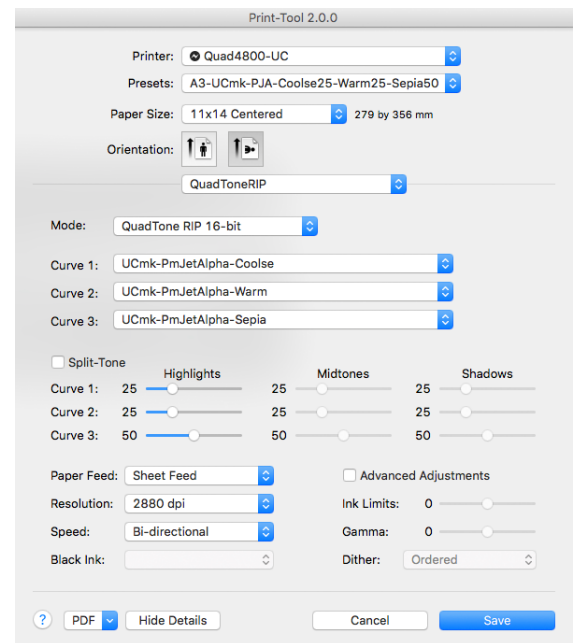 Print-Tool 2.0.0
Printer: Quad4800-UC
Presets: A3-UCmk-PJA-Coolse25-Warm25-Sepia50
Paper Size: 11x14 Centered 279 by 356 mm
Orientation:
QuadToneRIP
Mode: QuadTone RIP 16-bit
Curve 1: UCmk-PmJetAlpha-Coolse
Curve 2: UCmk-PmJetAlpha-Warm
Curve 3: UCmk-PmJetAlpha-Sepia
Split-Tone
Highlights Midtones Shadows
Curve 1: 25 25 25
Curve 2: 25 25 25
Curve 3: 50 50 50
Paper Feed: Sheet Feed Advanced Adjustments
Resolution: 2880 dpi Ink Limits: 0
Speed: Bi-directional Gamma: 0
Black Ink: Dither: Ordered
? PDF Hide Details Cancel Save